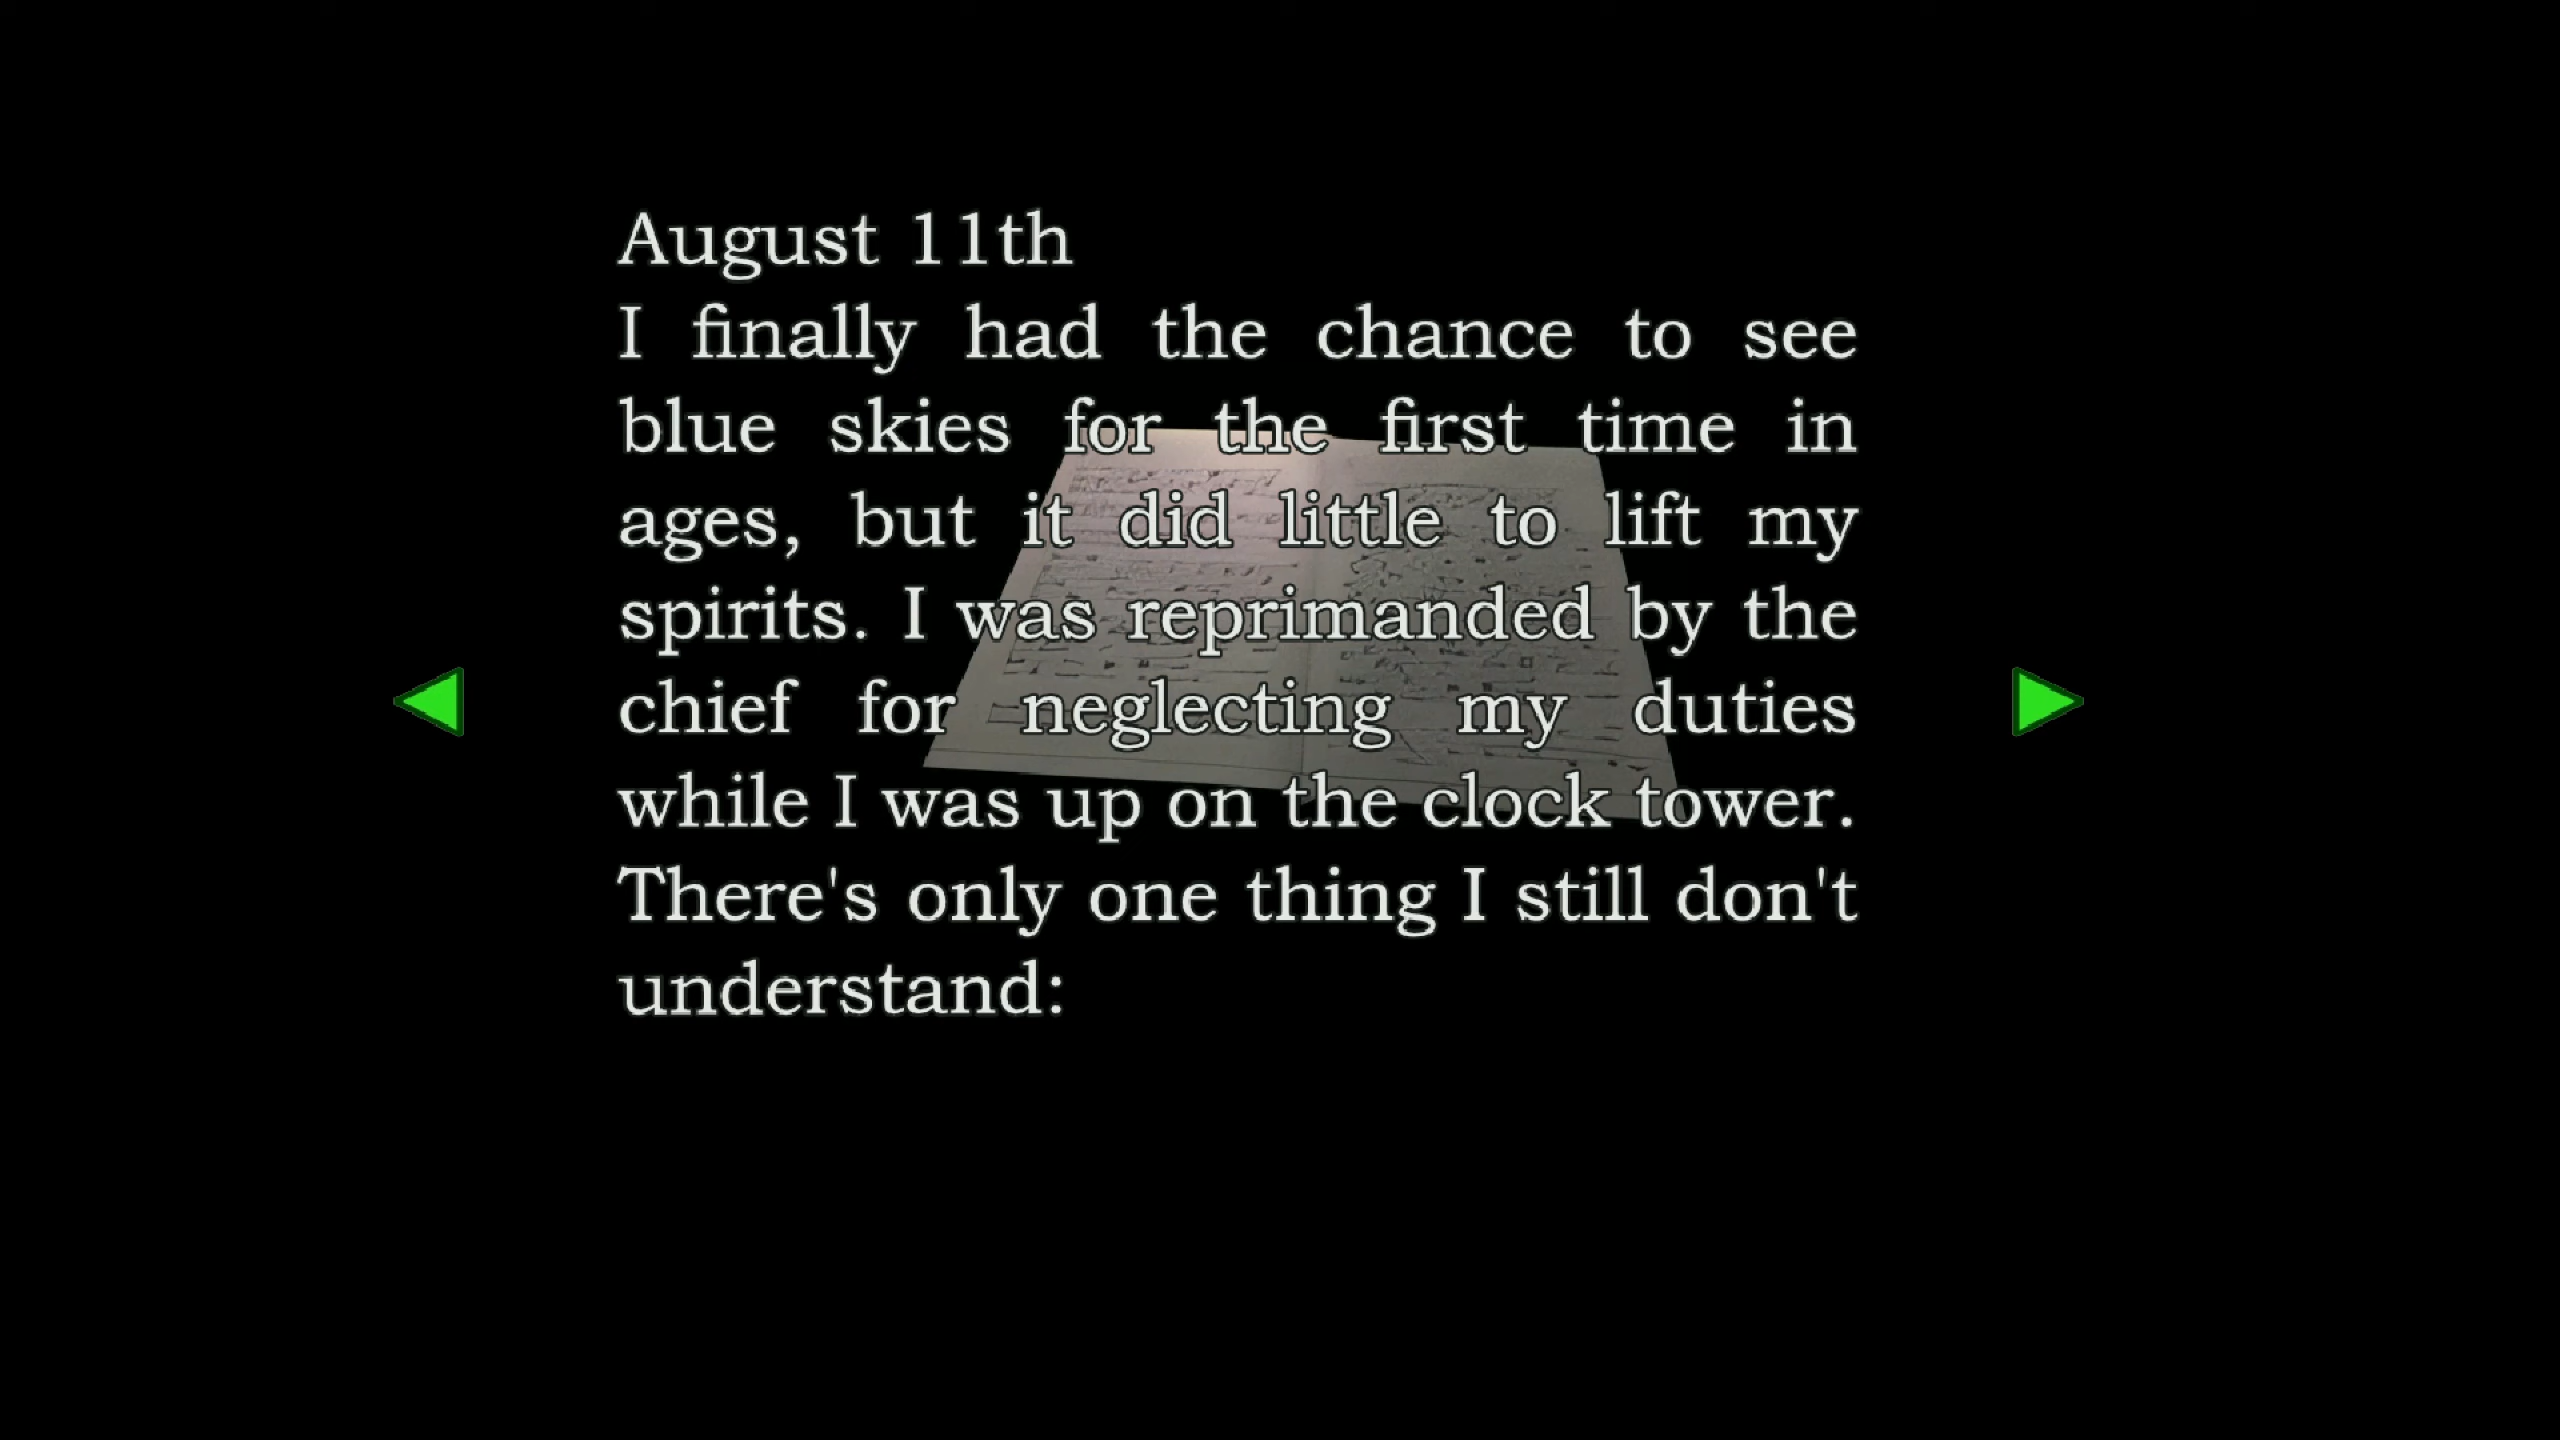 August 11th
I finally had the chance to see
blue skies for the first time in
ages, but it did little to lift my
spirits. I was reprimanded by the
chief for neglecting my duties
while I was up on the clock tower.
There's only one thing I still don't
understand: